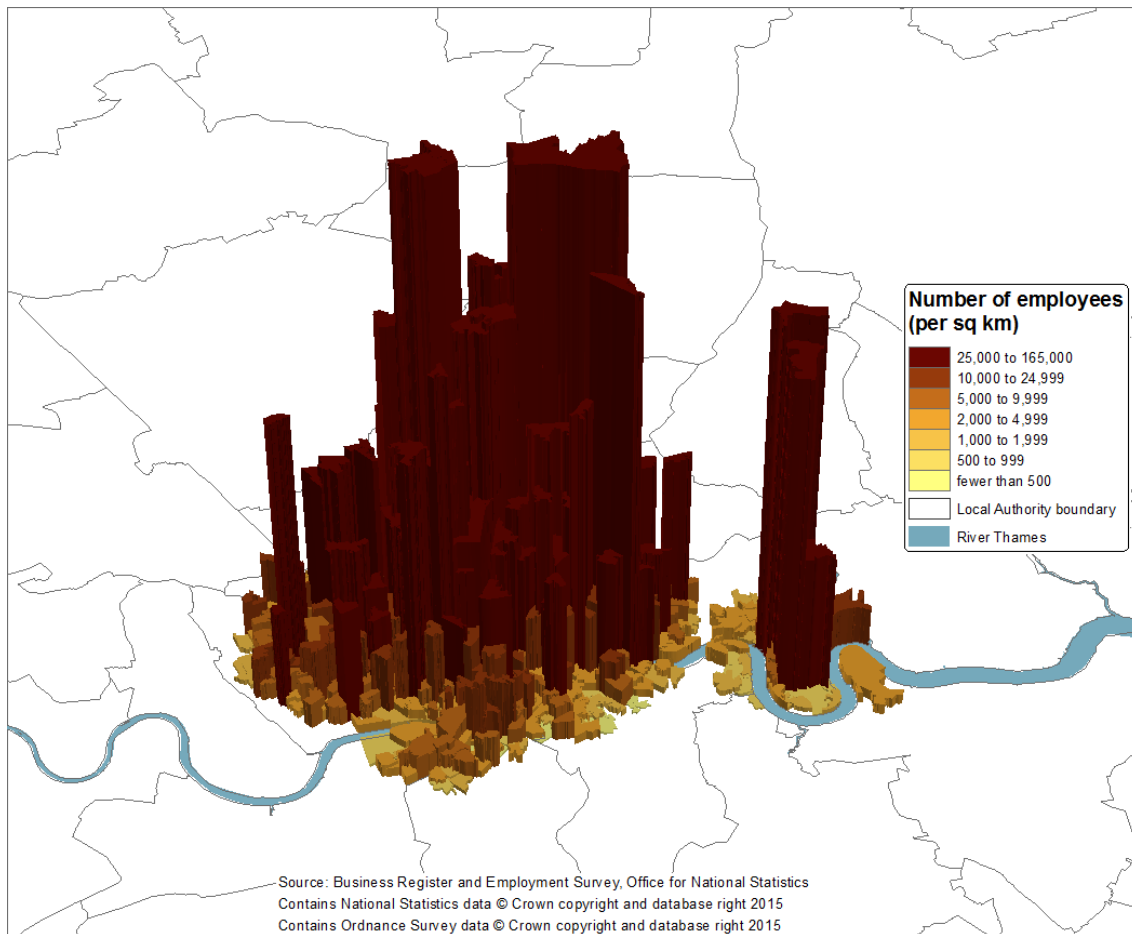 Number of employees
(per sq km)
25,000 to 165,000
10,000 to 24,999
5,000 to 9,999
2,000 to 4,999
1,000 to 1,999
500 to 999
fewer than 500
Local Authority boundary
River Thames
Source: Business Register and Employment Survey, Office for National Statistics
Contains National Statistics data © Crown copyright and database right 2015
Contains Ordnance Survey data © Crown copyright and database right 2015